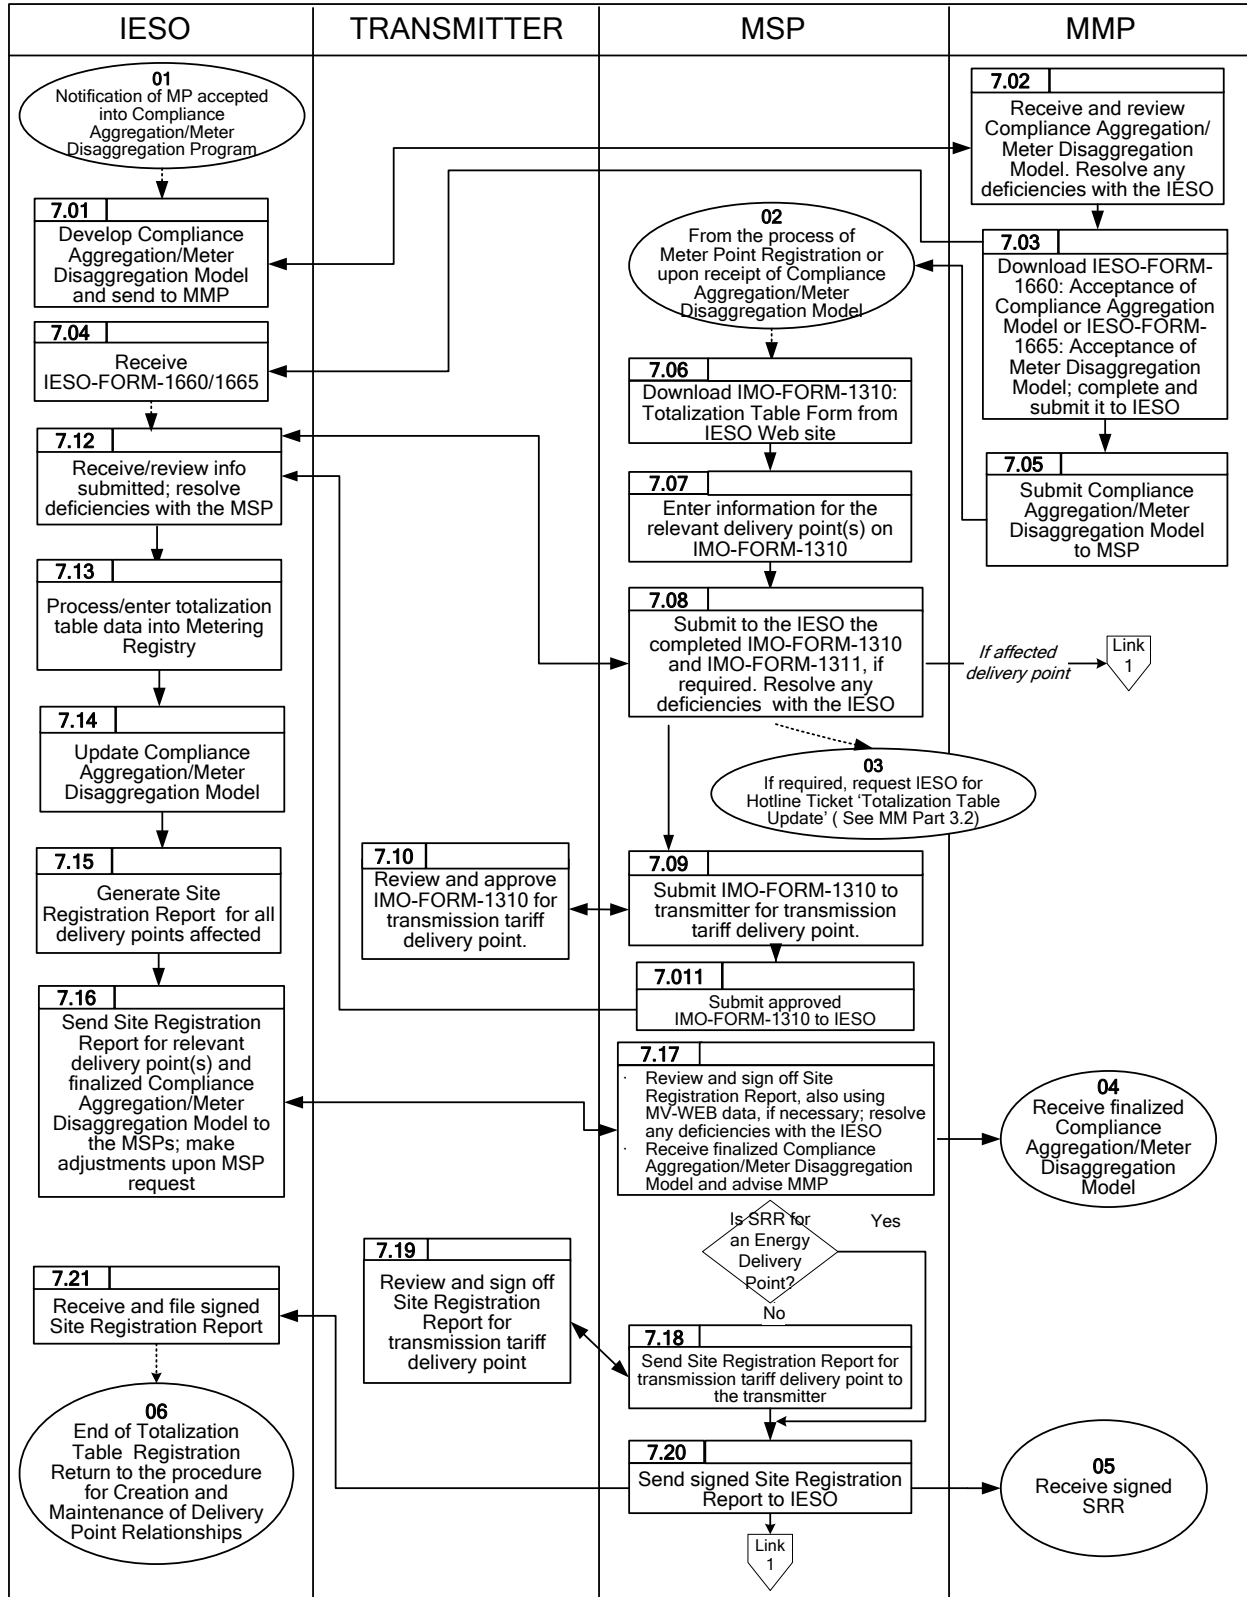 IESO
TRANSMITTER
MSP
MMP
01
Notification of MP accepted
into Compliance
Aggregation/Meter
Disaggregation Program
7.01
Develop Compliance
Aggregation/Meter
Disaggregation Model
and send to MMP
7.04
Receive
IESO-FORM-1660/1665
7.12
Receive/review info
submitted; resolve
deficiencies with the MSP
7.13
Process/enter totalization
table data into Metering
Registry
7.14
Update Compliance
Aggregation/Meter
Disaggregation Model
7.15
Generate Site
Registration Report for all
delivery points affected
7.16
Send Site Registration
Report for relevant
delivery point(s) and
finalized Compliance
Aggregation/Meter
Disaggregation Model to
the MSPs; make
adjustments upon MSP
request
7.21
Receive and file signed
Site Registration Report
06
End of Totalization
Table Registration
Return to the procedure
for Creation and
Maintenance of Delivery
Point Relationships
7.10
Review and approve
IMO-FORM-1310 for
transmission tariff
delivery point.
7.19
Review and sign off
Site Registration
Report for
transmission tariff
delivery point
02
From the process of
Meter Point Registration or
upon receipt of Compliance
Aggregation/Meter
Disaggregation Model
7.06
Download IMO-FORM-1310:
Totalization Table Form from
IESO Web site
7.07
Enter information for the
relevant delivery point(s) on
IMO-FORM-1310
7.08
Submit to the IESO the
completed IMO-FORM-1310
and IMO-FORM-1311, if
required. Resolve any
deficiencies with the IESO
If affected
delivery point
Link
1
03
If required, request IESO for
Hotline Ticket ‘Totalization Table
Update’ ( See MM Part 3.2)
7.09
Submit IMO-FORM-1310 to
transmitter for transmission
tariff delivery point.
7.011
Submit approved
IMO-FORM-1310 to IESO
7.17
· Review and sign off Site
Registration Report, also using
MV-WEB data, if necessary; resolve
any deficiencies with the IESO
· Receive finalized Compliance
Aggregation/Meter Disaggregation
Model and advise MMP
Is SRR for
an Energy
Delivery
Point?
Yes
No
7.18
Send Site Registration Report for
transmission tariff delivery point to
the transmitter
7.20
Send signed Site Registration
Report to IESO
Link
1
7.02
Receive and review
Compliance Aggregation/
Meter Disaggregation
Model. Resolve any
deficiencies with the IESO
7.03
Download IESO-FORM-
1660: Acceptance of
Compliance Aggregation
Model or IESO-FORM-
1665: Acceptance of
Meter Disaggregation
Model; complete and
submit it to IESO
7.05
Submit Compliance
Aggregation/Meter
Disaggregation Model
to MSP
04
Receive finalized
Compliance
Aggregation/Meter
Disaggregation
Model
05
Receive signed
SRR